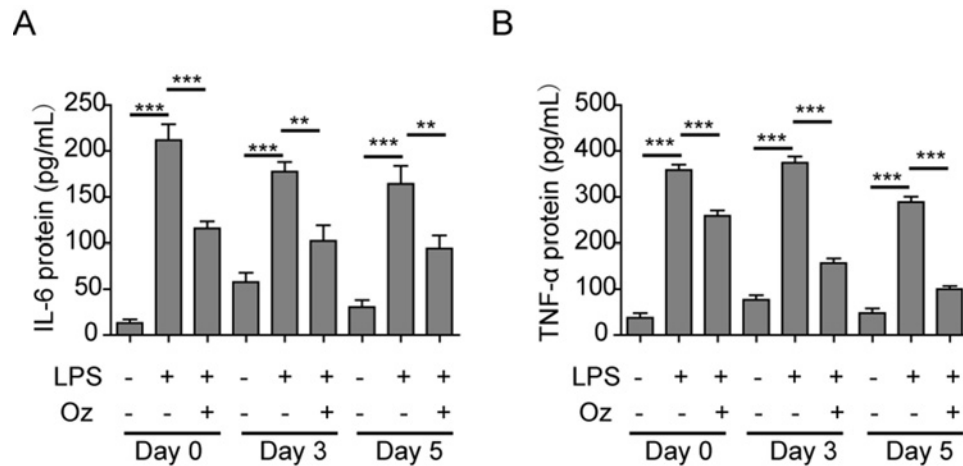 A
B
*** ***
*** **
*** **
*** ***
*** ***
*** ***
IL-6 protein (pg/mL)
250
200
150
100
50
0
TNF-α protein (pg/mL)
500
400
300
200
100
0
LPS - + + - + + - + +
Oz - - + - - + - - +
Day 0 Day 3 Day 5
LPS - + + - + + - + +
Oz - - + - - + - - +
Day 0 Day 3 Day 5